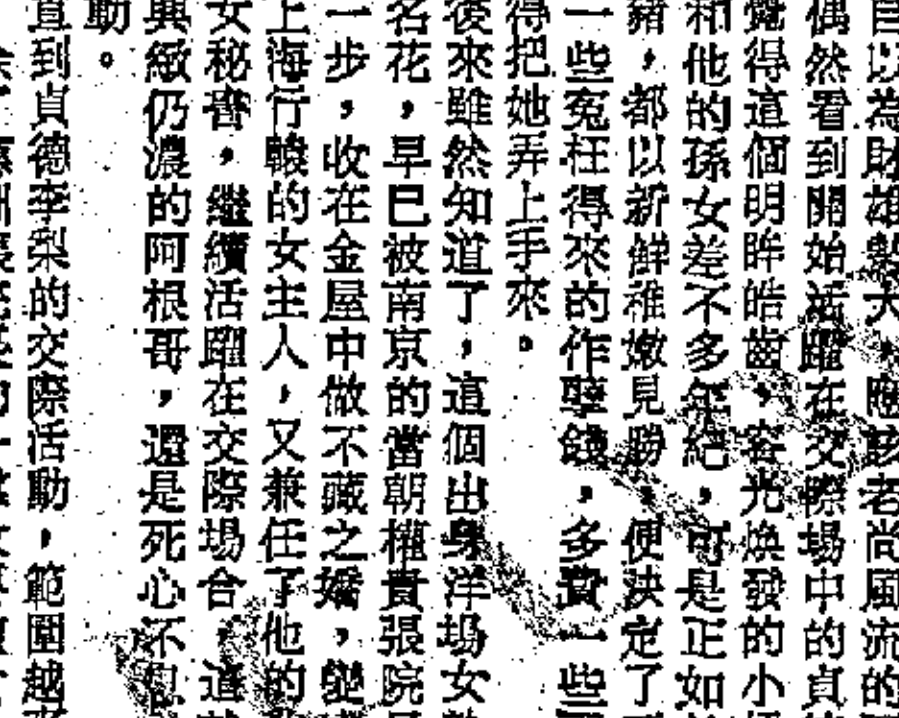 自以為財雄勢大，應該老尚風流的
偶然看到開始活躍在交際場中的貞
覺得這個明眸皓齒，容光煥發的小
和他的孫女差不多年紀，可是正如
豬，都以新鮮稚嫩見勝，便決定了
一些冤枉得來的作孽錢，多費一些
得把她弄上手來。
後來雖然知道了，這個出身洋場女
名花，早已被南京的當朝權貴張院
一步，收在金屋中做不藏之嬌，變
上海行轅的女主人，又兼任了他的
女秘書，繼續活躍在交際場合，這
興緻仍濃的阿根哥，還是死心不息
動。
直到貞德李梨的交際活動，範圍越